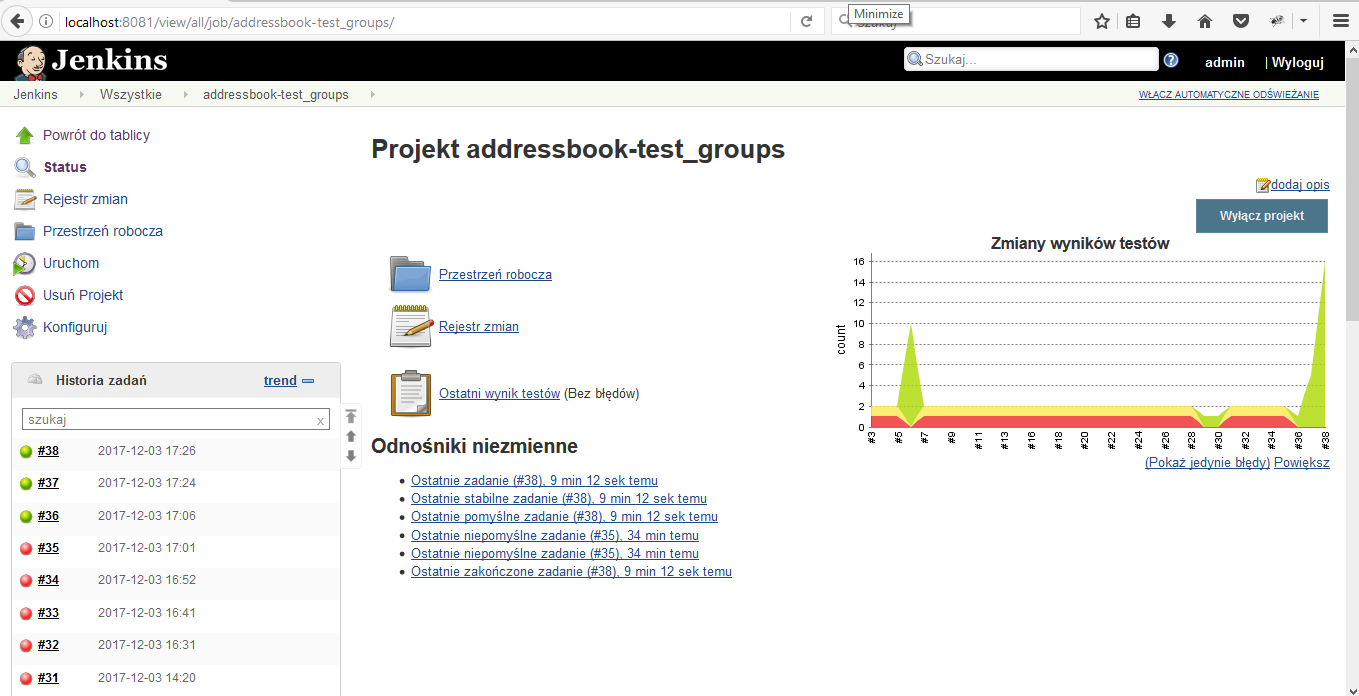 localhost:8081/view/all/job/addressbook-test_groups/
Minimize
Jenkins
Szukaj...
admin
| Wyloguj
Jenkins
Wszystkie
addressbook-test_groups
WŁĄCZ AUTOMATYCZNE ODŚWIEŻANIE
Powrót do tablicy
Status
Rejestr zmian
Przestrzeń robocza
Uruchom
Usuń Projekt
Konfiguruj
Historia zadań
trend
szukaj
x
#38 2017-12-03 17:26
#37 2017-12-03 17:24
#36 2017-12-03 17:06
#35 2017-12-03 17:01
#34 2017-12-03 16:52
#33 2017-12-03 16:41
#32 2017-12-03 16:31
#31 2017-12-03 14:20
Projekt addressbook-test_groups
dodaj opis
Wyłącz projekt
Przestrzeń robocza
Rejestr zmian
Ostatni wynik testów (Bez błędów)
Odnośniki niezmienne
Ostatnie zadanie (#38), 9 min 12 sek temu
Ostatnie stabilne zadanie (#38), 9 min 12 sek temu
Ostatnie pomyślne zadanie (#38), 9 min 12 sek temu
Ostatnie niepomyślne zadanie (#35), 34 min temu
Ostatnie niepomyślne zadanie (#35), 34 min temu
Ostatnie zakończone zadanie (#38), 9 min 12 sek temu
Zmiany wyników testów
count
16
14
12
10
8
6
4
2
0
#3 #5 #7 #9 #11 #13 #14 #16 #18 #20 #22 #24 #26 #28 #30 #32 #34 #36 #38
(Pokaż jedynie błędy) Powiększ